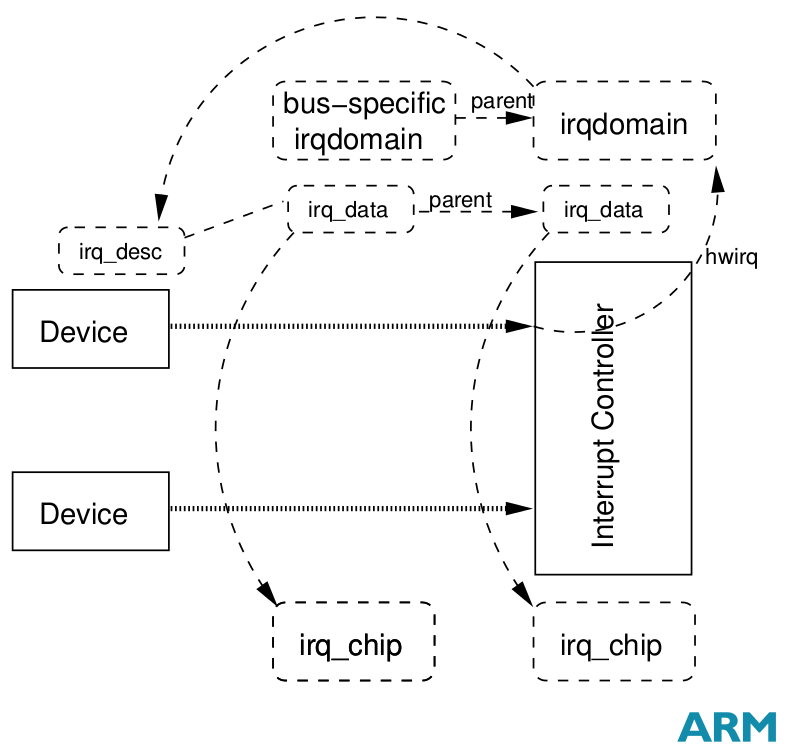 bus−specific
irqdomain
parent
irqdomain
irq_data
parent
irq_data
irq_desc
hwirq
Device
Interrupt Controller
Device
irq_chip
irq_chip
ARM